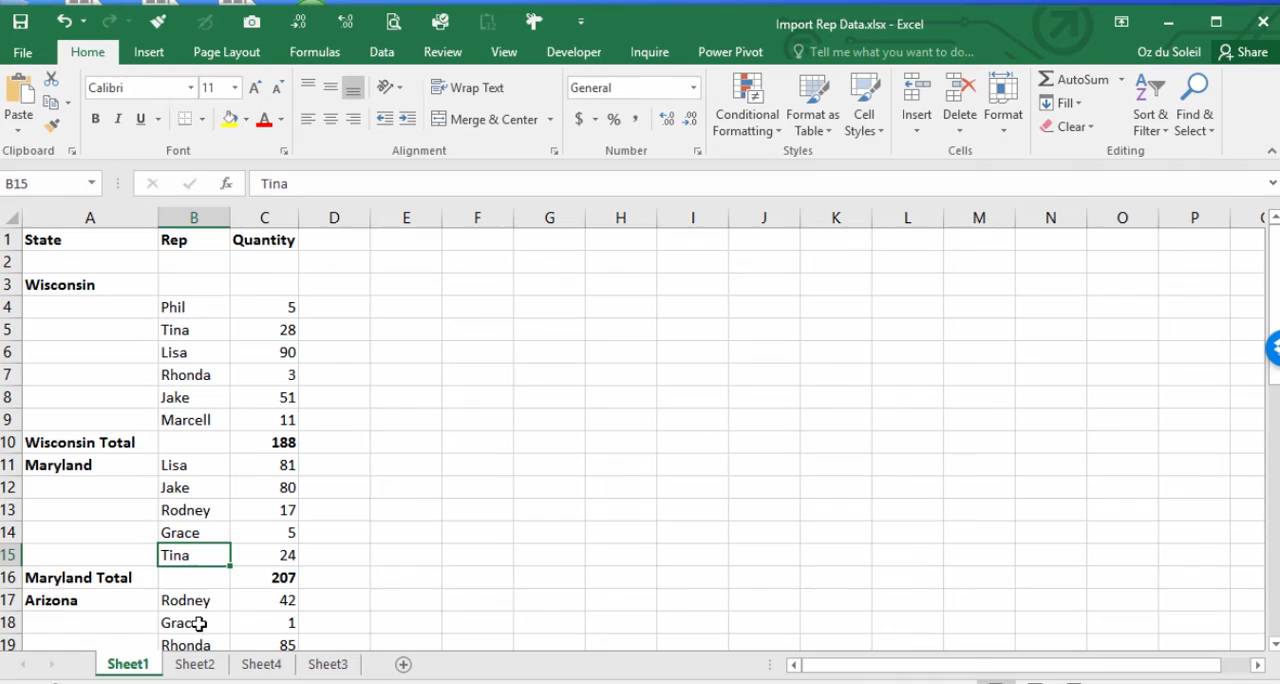 Import Rep Data.xlsx - Excel
File Home Insert Page Layout Formulas Data Review View Developer Inquire Power Pivot Tell me what you want to do... Oz du Soleil Share
Paste Calibri 11 A A Wrap Text General Conditional Formatting Format as Table Cell Styles Insert Delete Format AutoSum Sort & Filter Find & Select
B I U A Merge & Center $ % , Fill
Clear
Clipboard Font Alignment Number Styles Cells Editing
B15 fx Tina
A B C D E F G H I J K L M N O P
1 State Rep Quantity
2
3 Wisconsin
4 Phil 5
5 Tina 28
6 Lisa 90
7 Rhonda 3
8 Jake 51
9 Marcell 11
10 Wisconsin Total 188
11 Maryland Lisa 81
12 Jake 80
13 Rodney 17
14 Grace 5
15 Tina 24
16 Maryland Total 207
17 Arizona Rodney 42
18 Grace 1
19 Rhonda 85
Sheet1 Sheet2 Sheet4 Sheet3